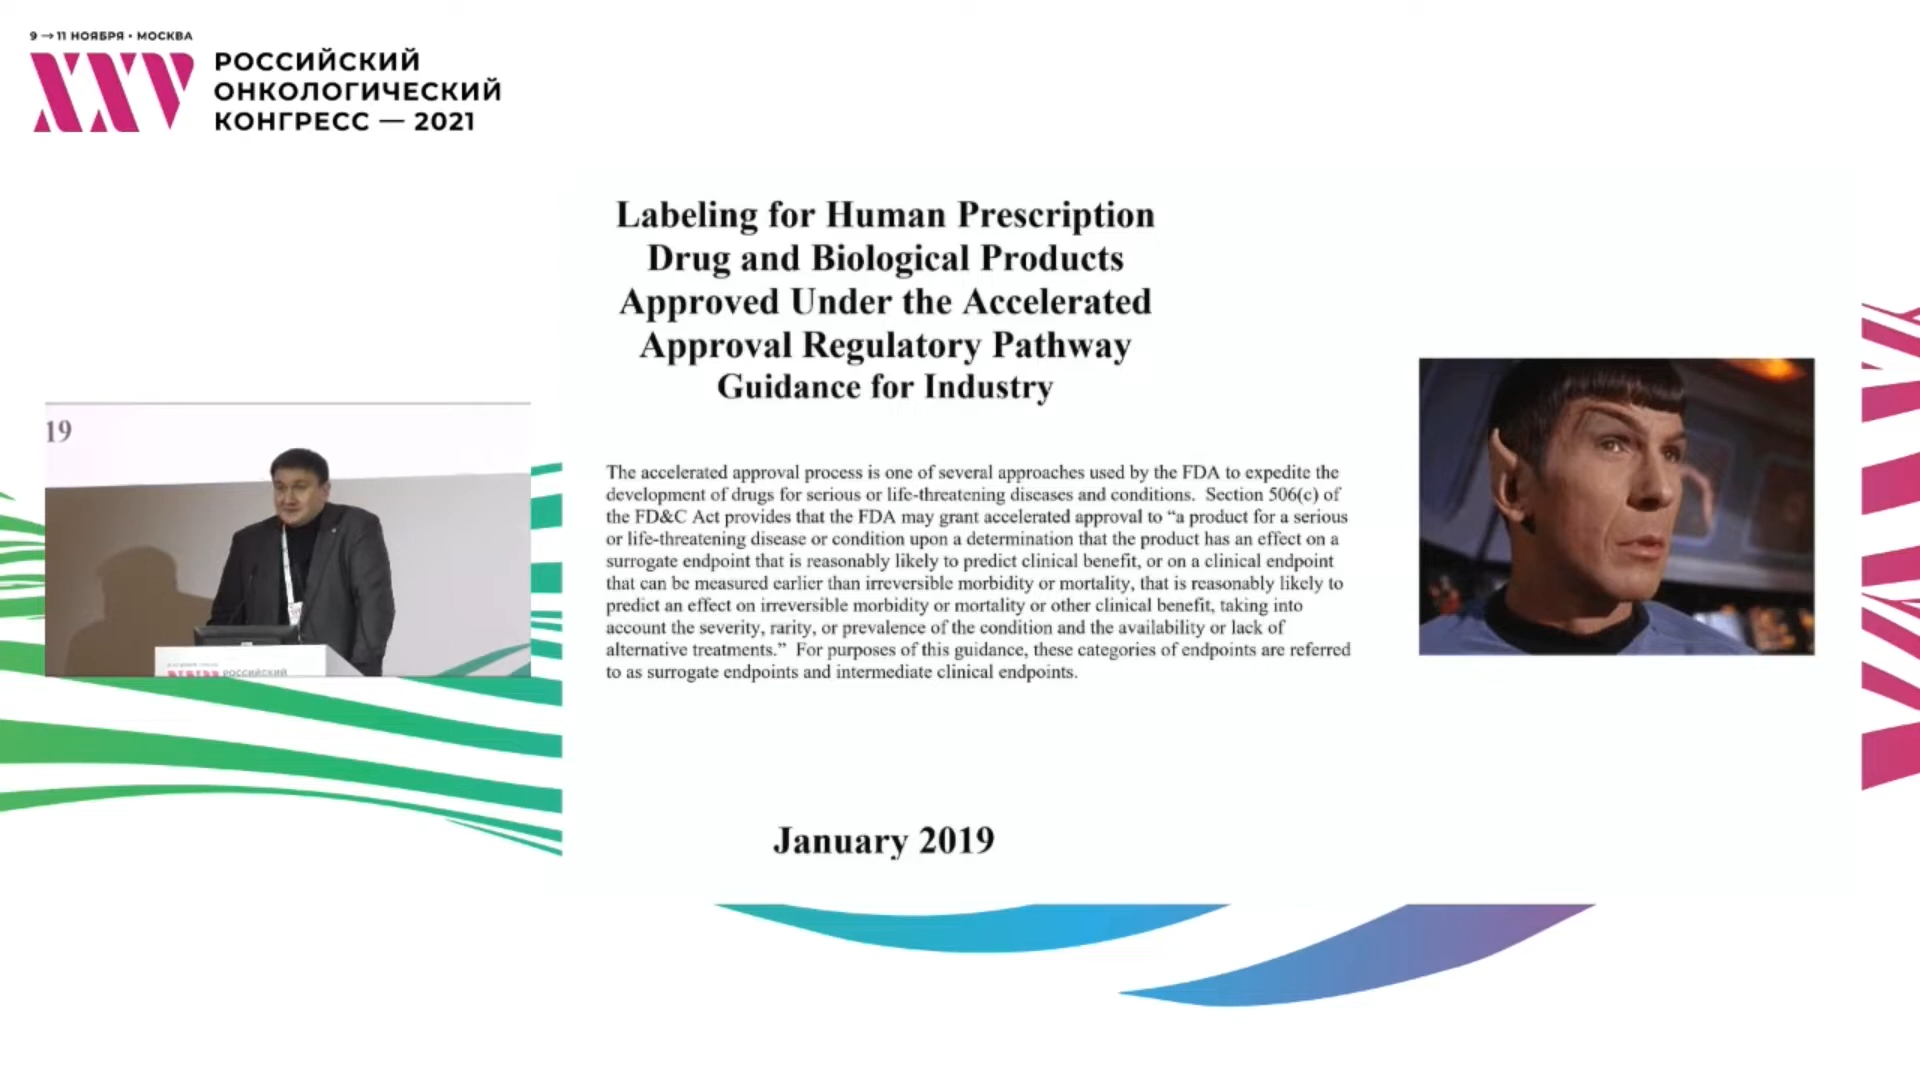 9 → 11 НОЯБРЯ • МОСКВА
XXV
РОССИЙСКИЙ
ОНКОЛОГИЧЕСКИЙ
КОНГРЕСС — 2021
Labeling for Human Prescription
Drug and Biological Products
Approved Under the Accelerated
Approval Regulatory Pathway
Guidance for Industry
19
The accelerated approval process is one of several approaches used by the FDA to expedite the
development of drugs for serious or life-threatening diseases and conditions.  Section 506(c) of
the FD&C Act provides that the FDA may grant accelerated approval to “a product for a serious
or life-threatening disease or condition upon a determination that the product has an effect on a
surrogate endpoint that is reasonably likely to predict clinical benefit, or on a clinical endpoint
that can be measured earlier than irreversible morbidity or mortality, that is reasonably likely to
predict an effect on irreversible morbidity or mortality or other clinical benefit, taking into
account the severity, rarity, or prevalence of the condition and the availability or lack of
alternative treatments.”  For purposes of this guidance, these categories of endpoints are referred
to as surrogate endpoints and intermediate clinical endpoints.
РОССИЙСКИЙ
January 2019